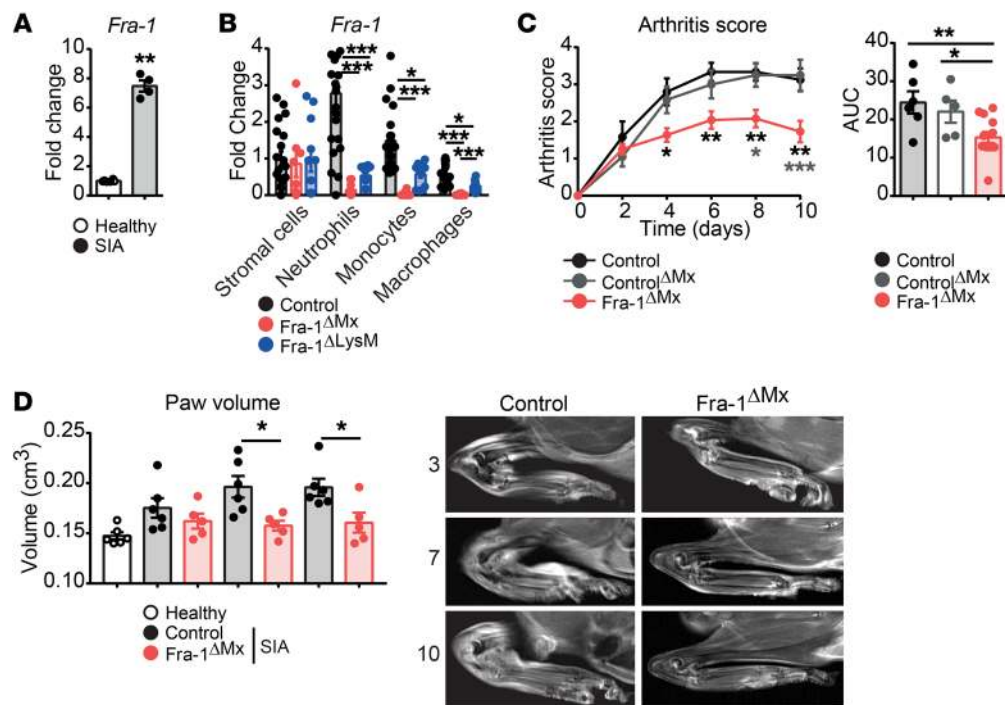 A
Fra-1
Fold change
10
8
6
4
2
0
**
Healthy
SIA
B
Fra-1
Fold Change
4
2
0
***
***
*
***
*
***
***
Stromal cells
Neutrophils
Monocytes
Macrophages
Control
Fra-1ΔMx
Fra-1ΔLysM
C
Arthritis score
Arthritis score
4
3
2
1
0
* ** ** **
* ***
0 2 4 6 8 10
Time (days)
Control
ControlΔMx
Fra-1ΔMx
AUC
40
30
20
10
0
**
*
Control
ControlΔMx
Fra-1ΔMx
D
Paw volume
Volume (cm3)
0.25
0.20
0.15
0.10
* *
Healthy
Control
Fra-1ΔMx
SIA
Control Fra-1ΔMx
3
7
10